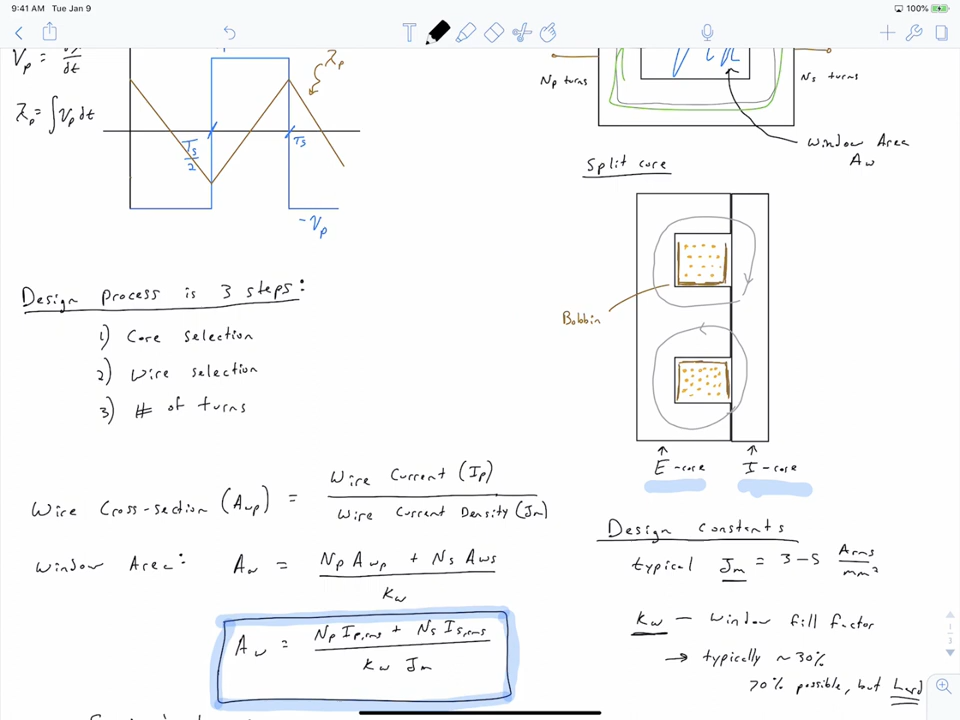 9:41 AM Tue Jan 9
100%
T
Vp = dλ/dt
λp = ∫Vp dt
λp
Ts/2
Ts
-Vp
Np turns
Ns turns
Window Area
Aw
Split core
Bobbin
E-core
I-core
Design process is 3 steps:
1) Core selection
2) Wire selection
3) # of turns
Wire Cross-section (Awp) = Wire Current (Ip) / Wire Current Density (Jm)
Window Area: Aw = Np Awp + Ns Aws / kw
Aw = Np Ip,rms + Ns Is,rms / kw Jm
Design constants
typical Jm = 3-5 Arms/mm²
kw - window fill factor
→ typically ~30%
70% possible, but hard